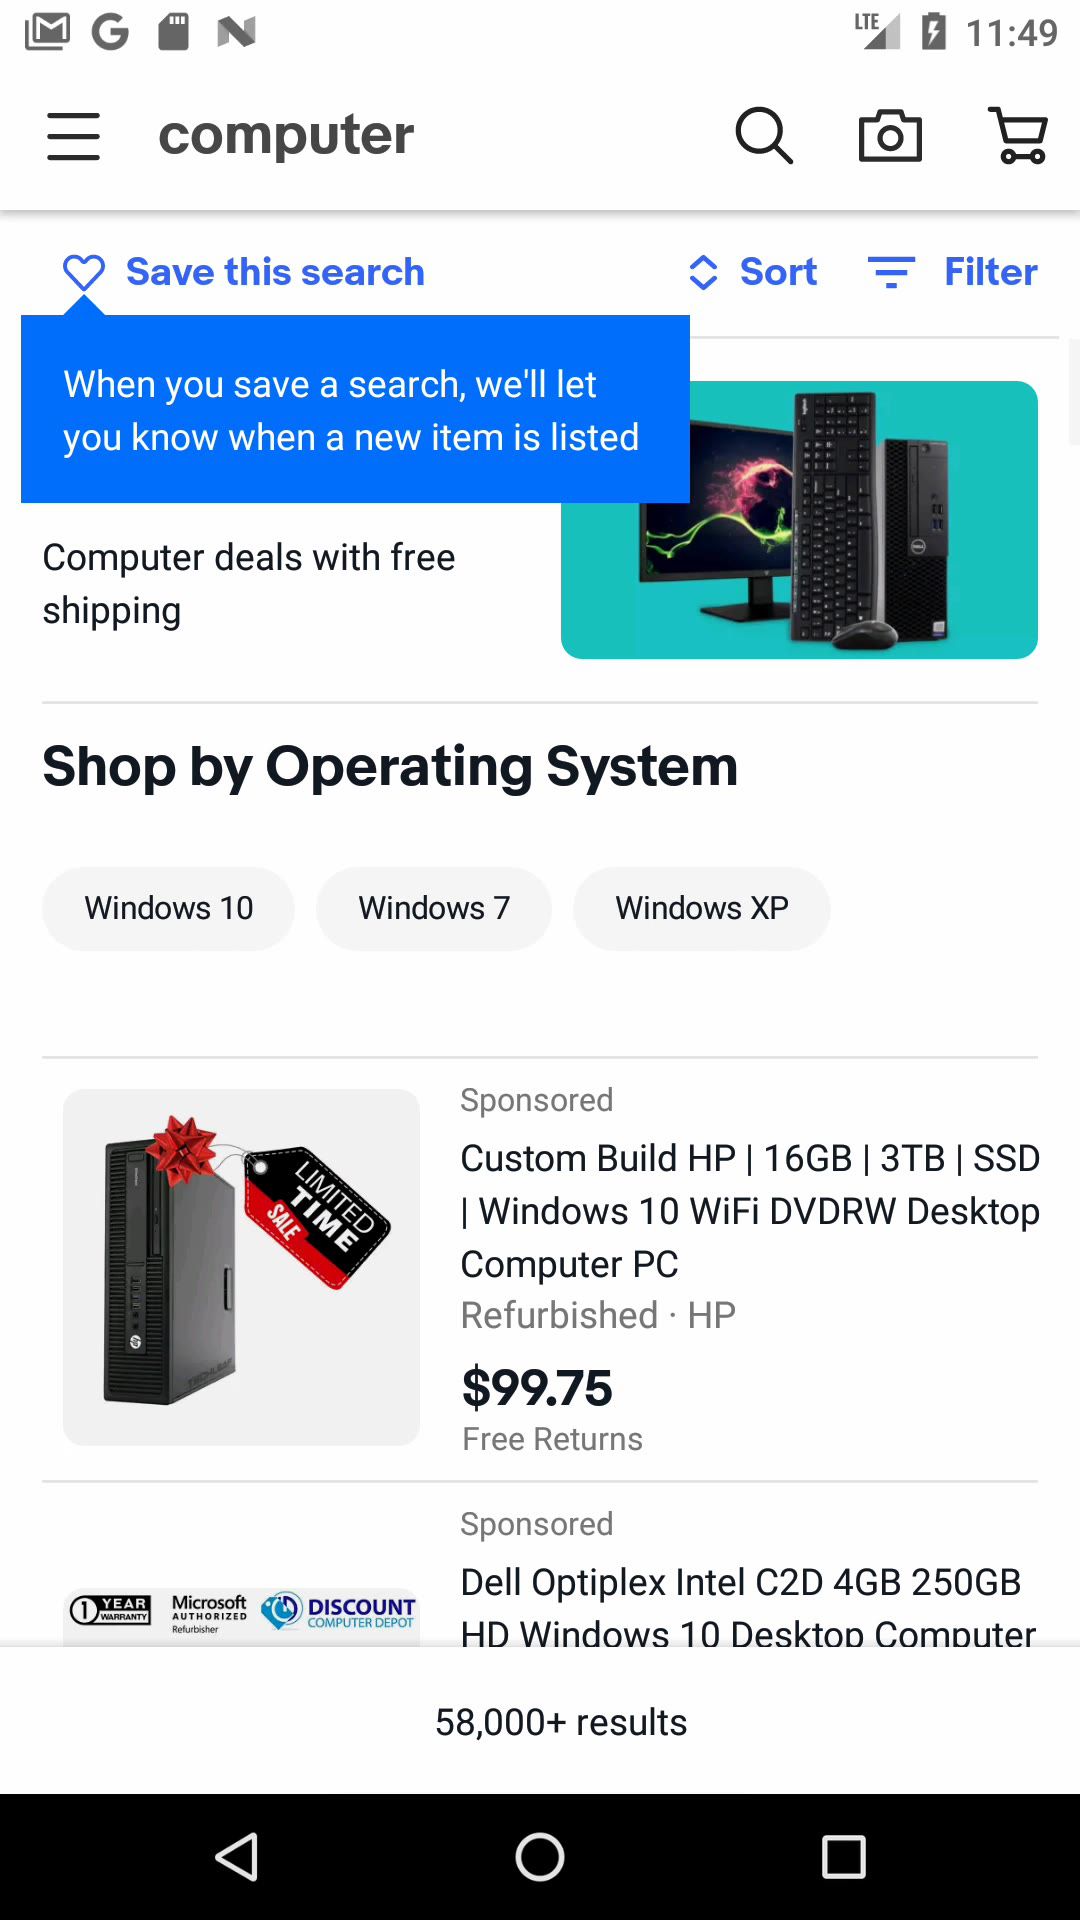 LTE 11:49
computer
Save this search
Sort
Filter
When you save a search, we'll let
you know when a new item is listed
Computer deals with free
shipping
Shop by Operating System
Windows 10
Windows 7
Windows XP
Sponsored
Custom Build HP | 16GB | 3TB | SSD
| Windows 10 WiFi DVDRW Desktop
Computer PC
Refurbished · HP
$99.75
Free Returns
LIMITED
TIME
SALE
Sponsored
Dell Optiplex Intel C2D 4GB 250GB
HD Windows 10 Desktop Computer
1 YEAR
WARRANTY
Microsoft
AUTHORIZED
Refurbisher
DISCOUNT
COMPUTER DEPOT
58,000+ results